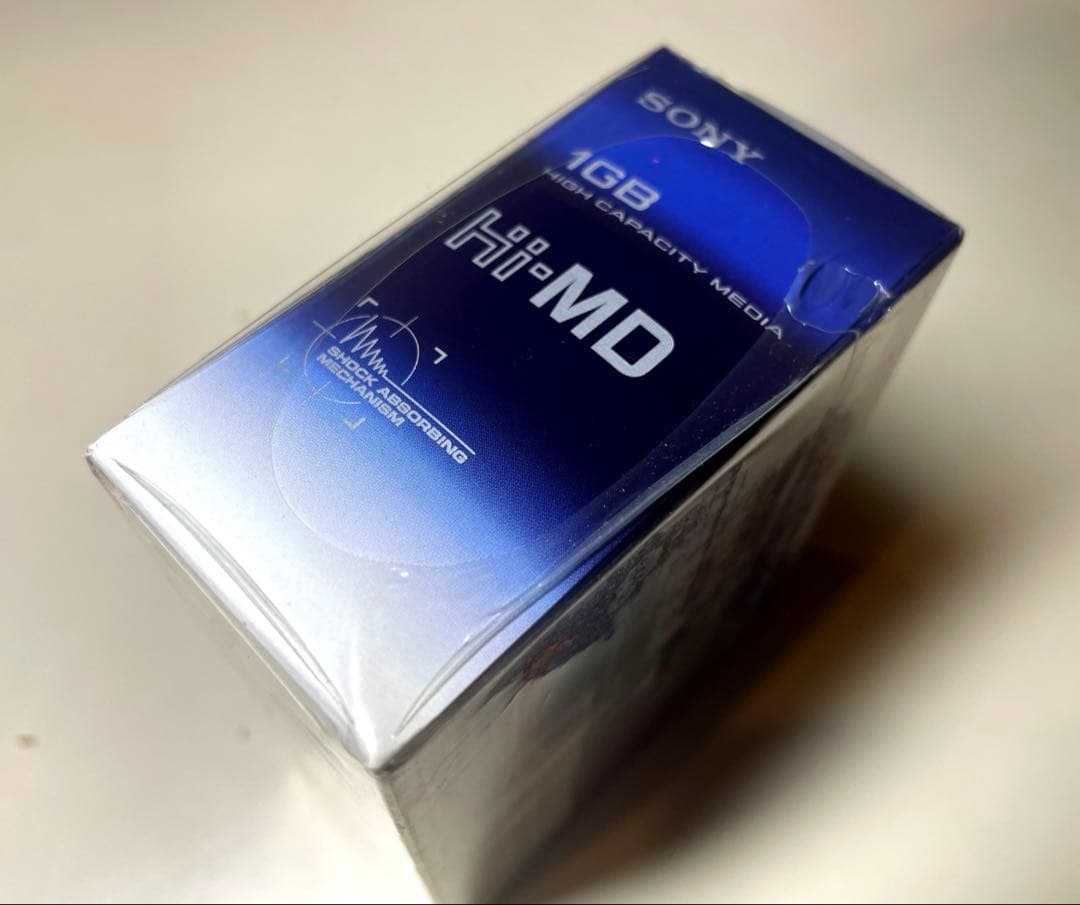 SONY
1GB
HIGH CAPACITY MEDIA
Hi-MD
SHOCK ABSORBING
MECHANISM